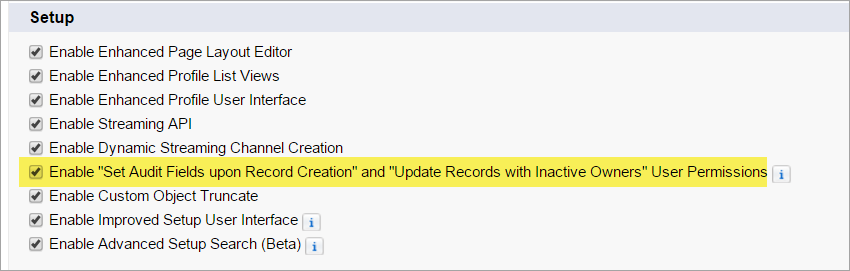 Setup
Enable Enhanced Page Layout Editor
Enable Enhanced Profile List Views
Enable Enhanced Profile User Interface
Enable Streaming API
Enable Dynamic Streaming Channel Creation
Enable "Set Audit Fields upon Record Creation" and "Update Records with Inactive Owners" User Permissions i
Enable Custom Object Truncate
Enable Improved Setup User Interface i
Enable Advanced Setup Search (Beta) i